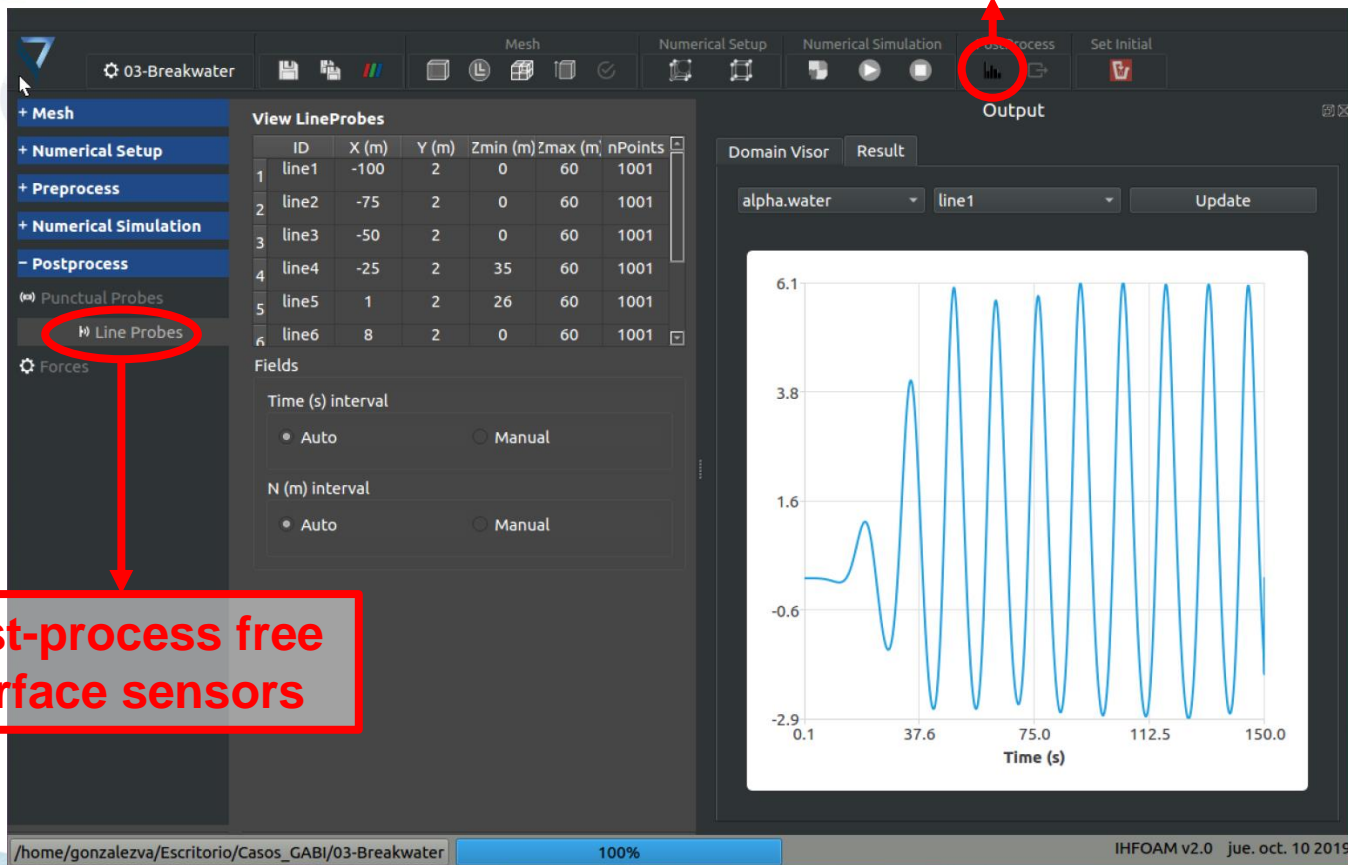 Mesh
Numerical Setup
Numerical Simulation
PostProcess
Set Initial
03-Breakwater
+ Mesh
+ Numerical Setup
+ Preprocess
+ Numerical Simulation
− Postprocess
Punctual Probes
Line Probes
Forces
View LineProbes
ID X (m) Y (m) Zmin (m) Zmax (m) nPoints
1 line1 -100 2 0 60 1001
2 line2 -75 2 0 60 1001
3 line3 -50 2 0 60 1001
4 line4 -25 2 35 60 1001
5 line5 1 2 26 60 1001
6 line6 8 2 0 60 1001
Fields
Time (s) interval
Auto Manual
N (m) interval
Auto Manual
st-process free
rface sensors
Output
Domain Visor Result
alpha.water line1 Update
6.1
3.8
1.6
-0.6
-2.9
0.1 37.6 75.0 112.5 150.0
Time (s)
/home/gonzalezva/Escritorio/Casos_GABI/03-Breakwater 100% IHFOAM v2.0 jue. oct. 10 2019